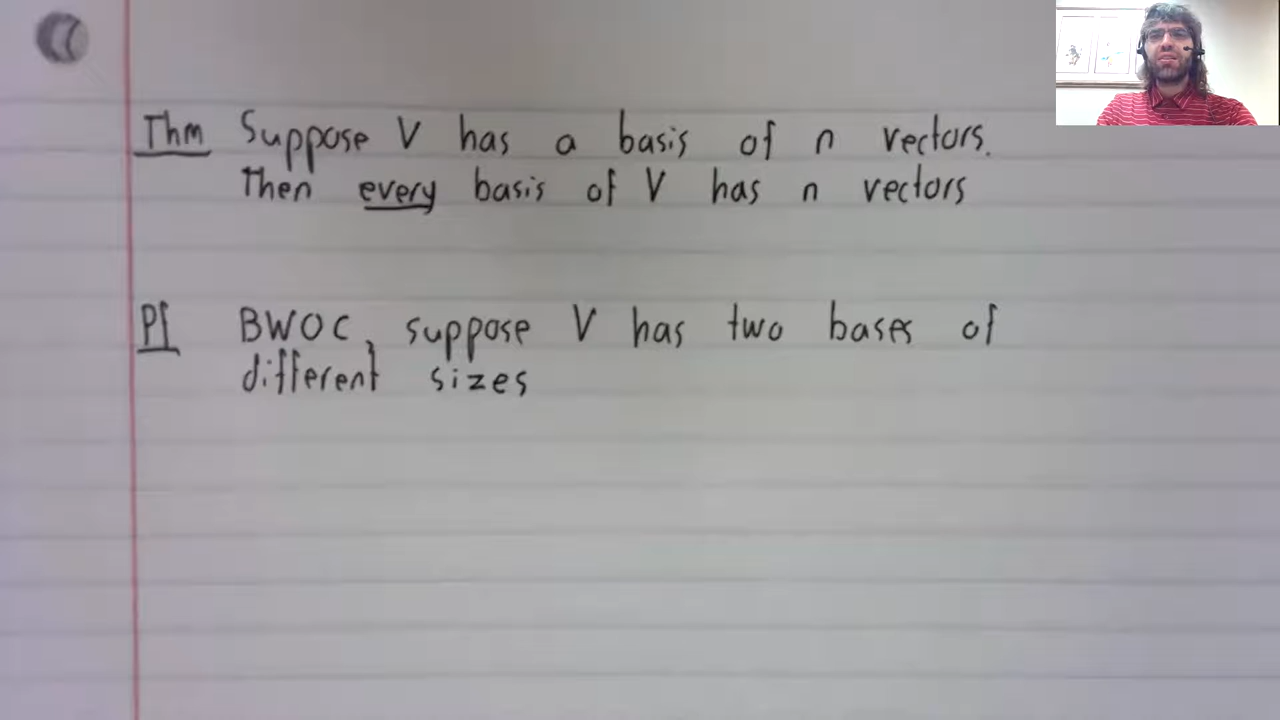 Thm Suppose V has a basis of n vectors.
Then every basis of V has n vectors
Pf BWOC, suppose V has two bases of
different sizes